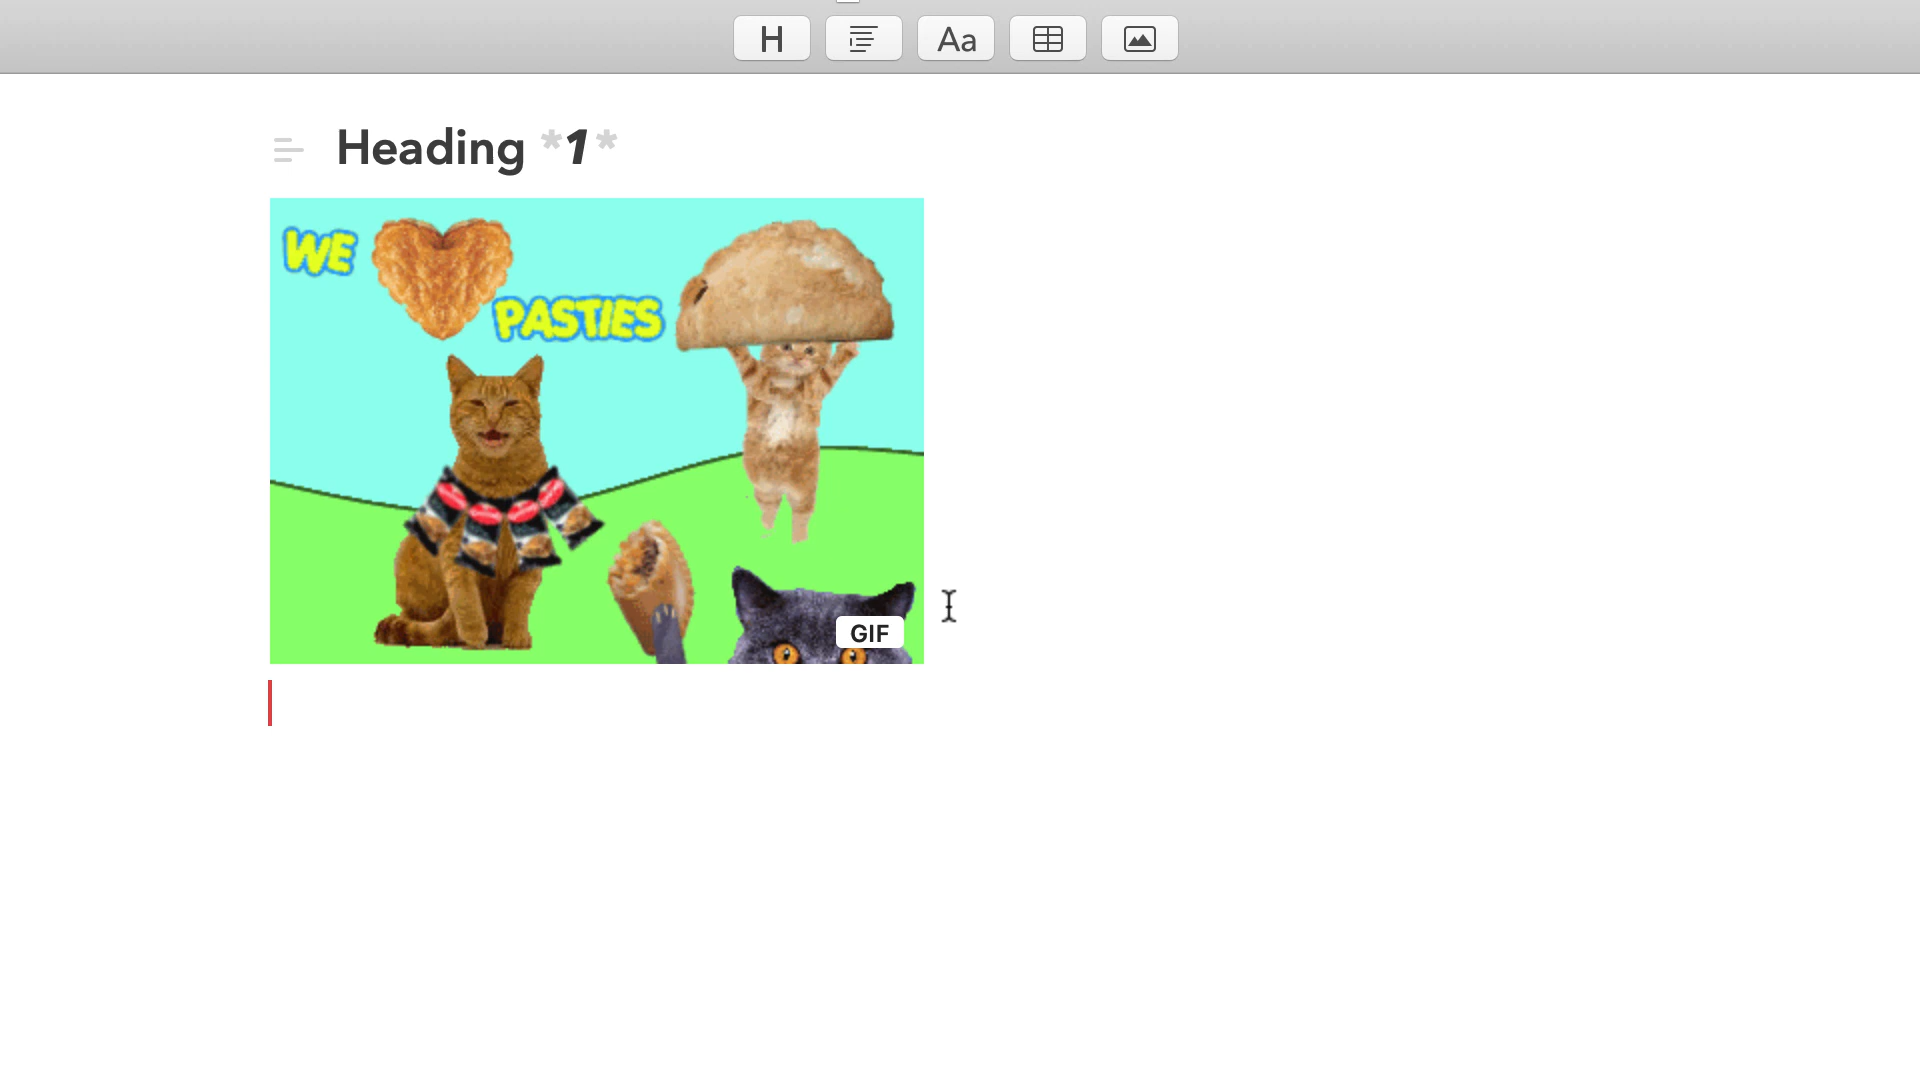 H
Aa
Heading *1*
WE
PASTIES
GIF